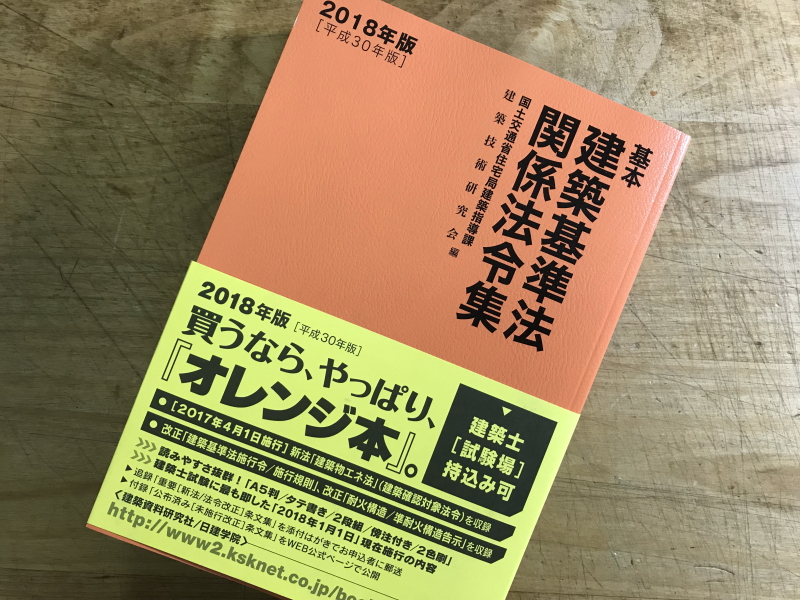 2018年版
[平成30年版]
基本
建築基準法
関係法令集
国土交通省住宅局建築指導課
建築技術研究会 編
2018年版 [平成30年版]
買うなら、やっぱり、
『オレンジ本』。
▼
建築士
[試験場]
持込み可
●[2017年4月1日施行] 新法「建築物エネ法」(建築確認対象法令)を収録
●改正「建築基準法施行令/施行規則」、改正「耐火構造/準耐火構造告示」を収録
>>>読みやすさ抜群!「A5判/タテ書き/2段組/傍注付き/2色刷」
>>>建築士試験に最も即した「2018年1月1日」現在施行の内容
▶追録「重要[新法/法令改正]条文集」を添付はがきでお申込者に郵送
▶付録「公布済み[未施行改正]条文集」をWEB公式ページで公開
〈建築資料研究社/日建学院〉
http://www2.ksknet.co.jp/bo